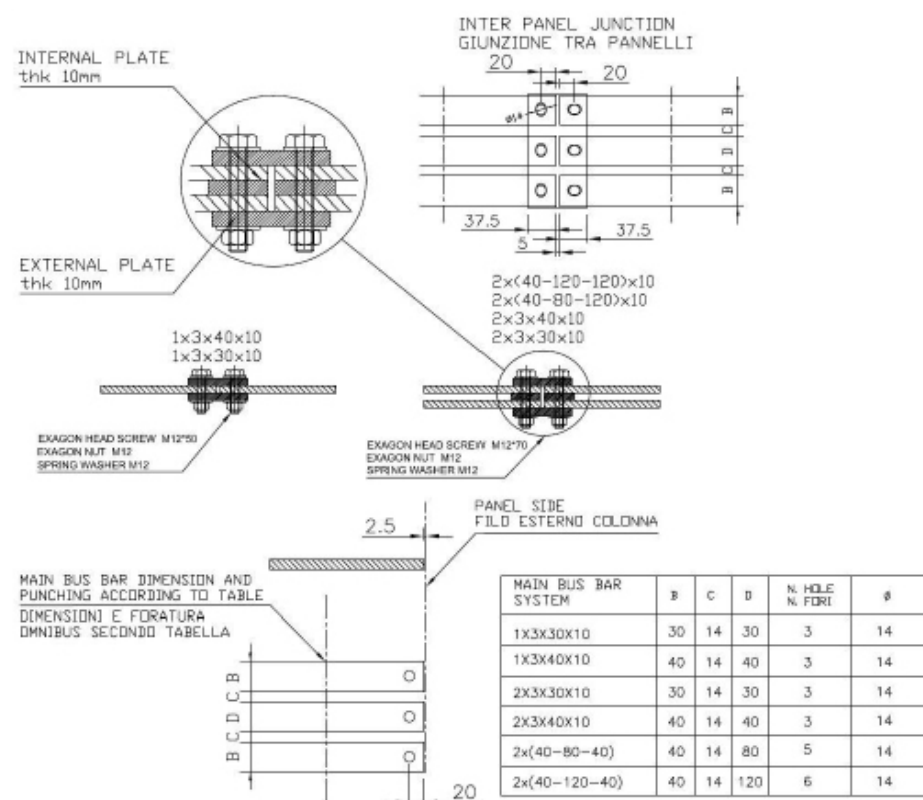 INTER PANEL JUNCTION
GIUNZIONE TRA PANNELLI
INTERNAL PLATE
thk 10mm
20
20
B
C
D
C
B
37.5
37.5
5
EXTERNAL PLATE
thk 10mm
2x(40-120-120)x10
2x(40-80-120)x10
2x3x40x10
2x3x30x10
1x3x40x10
1x3x30x10
EXAGON HEAD SCREW M12*50
EXAGON NUT M12
SPRING WASHER M12
EXAGON HEAD SCREW M12*70
EXAGON NUT M12
SPRING WASHER M12
2.5
PANEL SIDE
FILO ESTERNO COLONNA
MAIN BUS BAR DIMENSION AND
PUNCHING ACCORDING TO TABLE
DIMENSIONI E FORATURA
OMNIBUS SECONDO TABELLA
B
C
D
C
B
20
MAIN BUS BAR SYSTEM B C D N. HOLE N. FORI ø
1X3X30X10 30 14 30 3 14
1X3X40X10 40 14 40 3 14
2X3X30X10 30 14 30 3 14
2X3X40X10 40 14 40 3 14
2x(40-80-40) 40 14 80 5 14
2x(40-120-40) 40 14 120 6 14